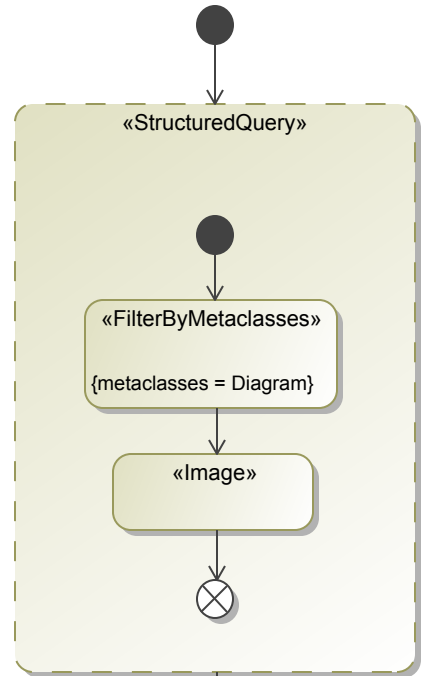 «StructuredQuery»
«FilterByMetaclasses»
{metaclasses = Diagram}
«Image»